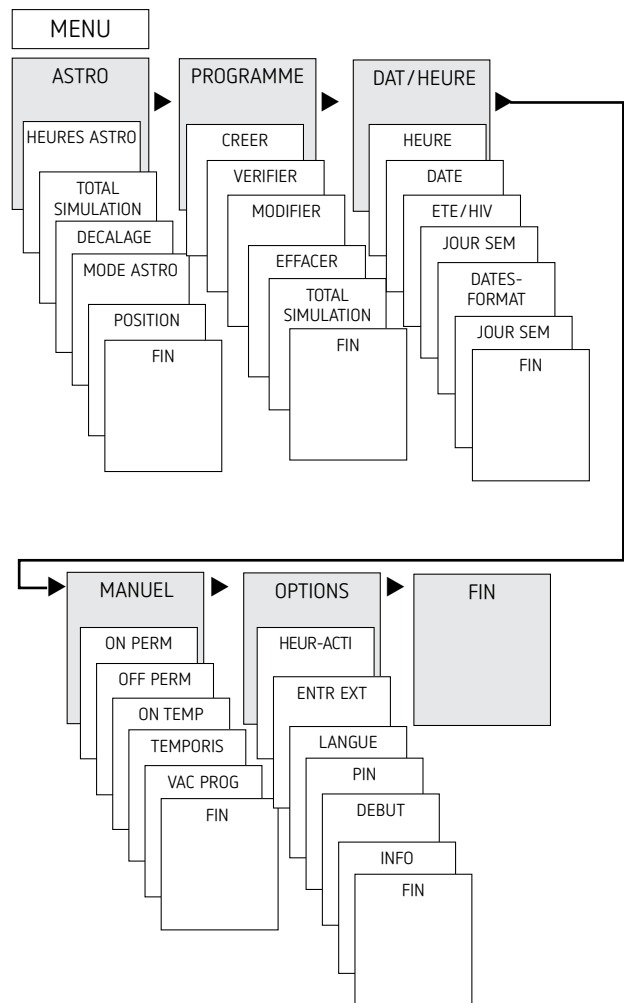 MENU
ASTRO
HEURES ASTRO
TOTAL
SIMULATION
DECALAGE
MODE ASTRO
POSITION
FIN
PROGRAMME
CREER
VERIFIER
MODIFIER
EFFACER
TOTAL
SIMULATION
FIN
DAT/HEURE
HEURE
DATE
ETE/HIV
JOUR SEM
DATES-
FORMAT
JOUR SEM
FIN
MANUEL
ON PERM
OFF PERM
ON TEMP
TEMPORIS
VAC PROG
FIN
OPTIONS
HEUR-ACTI
ENTR EXT
LANGUE
PIN
DEBUT
INFO
FIN
FIN